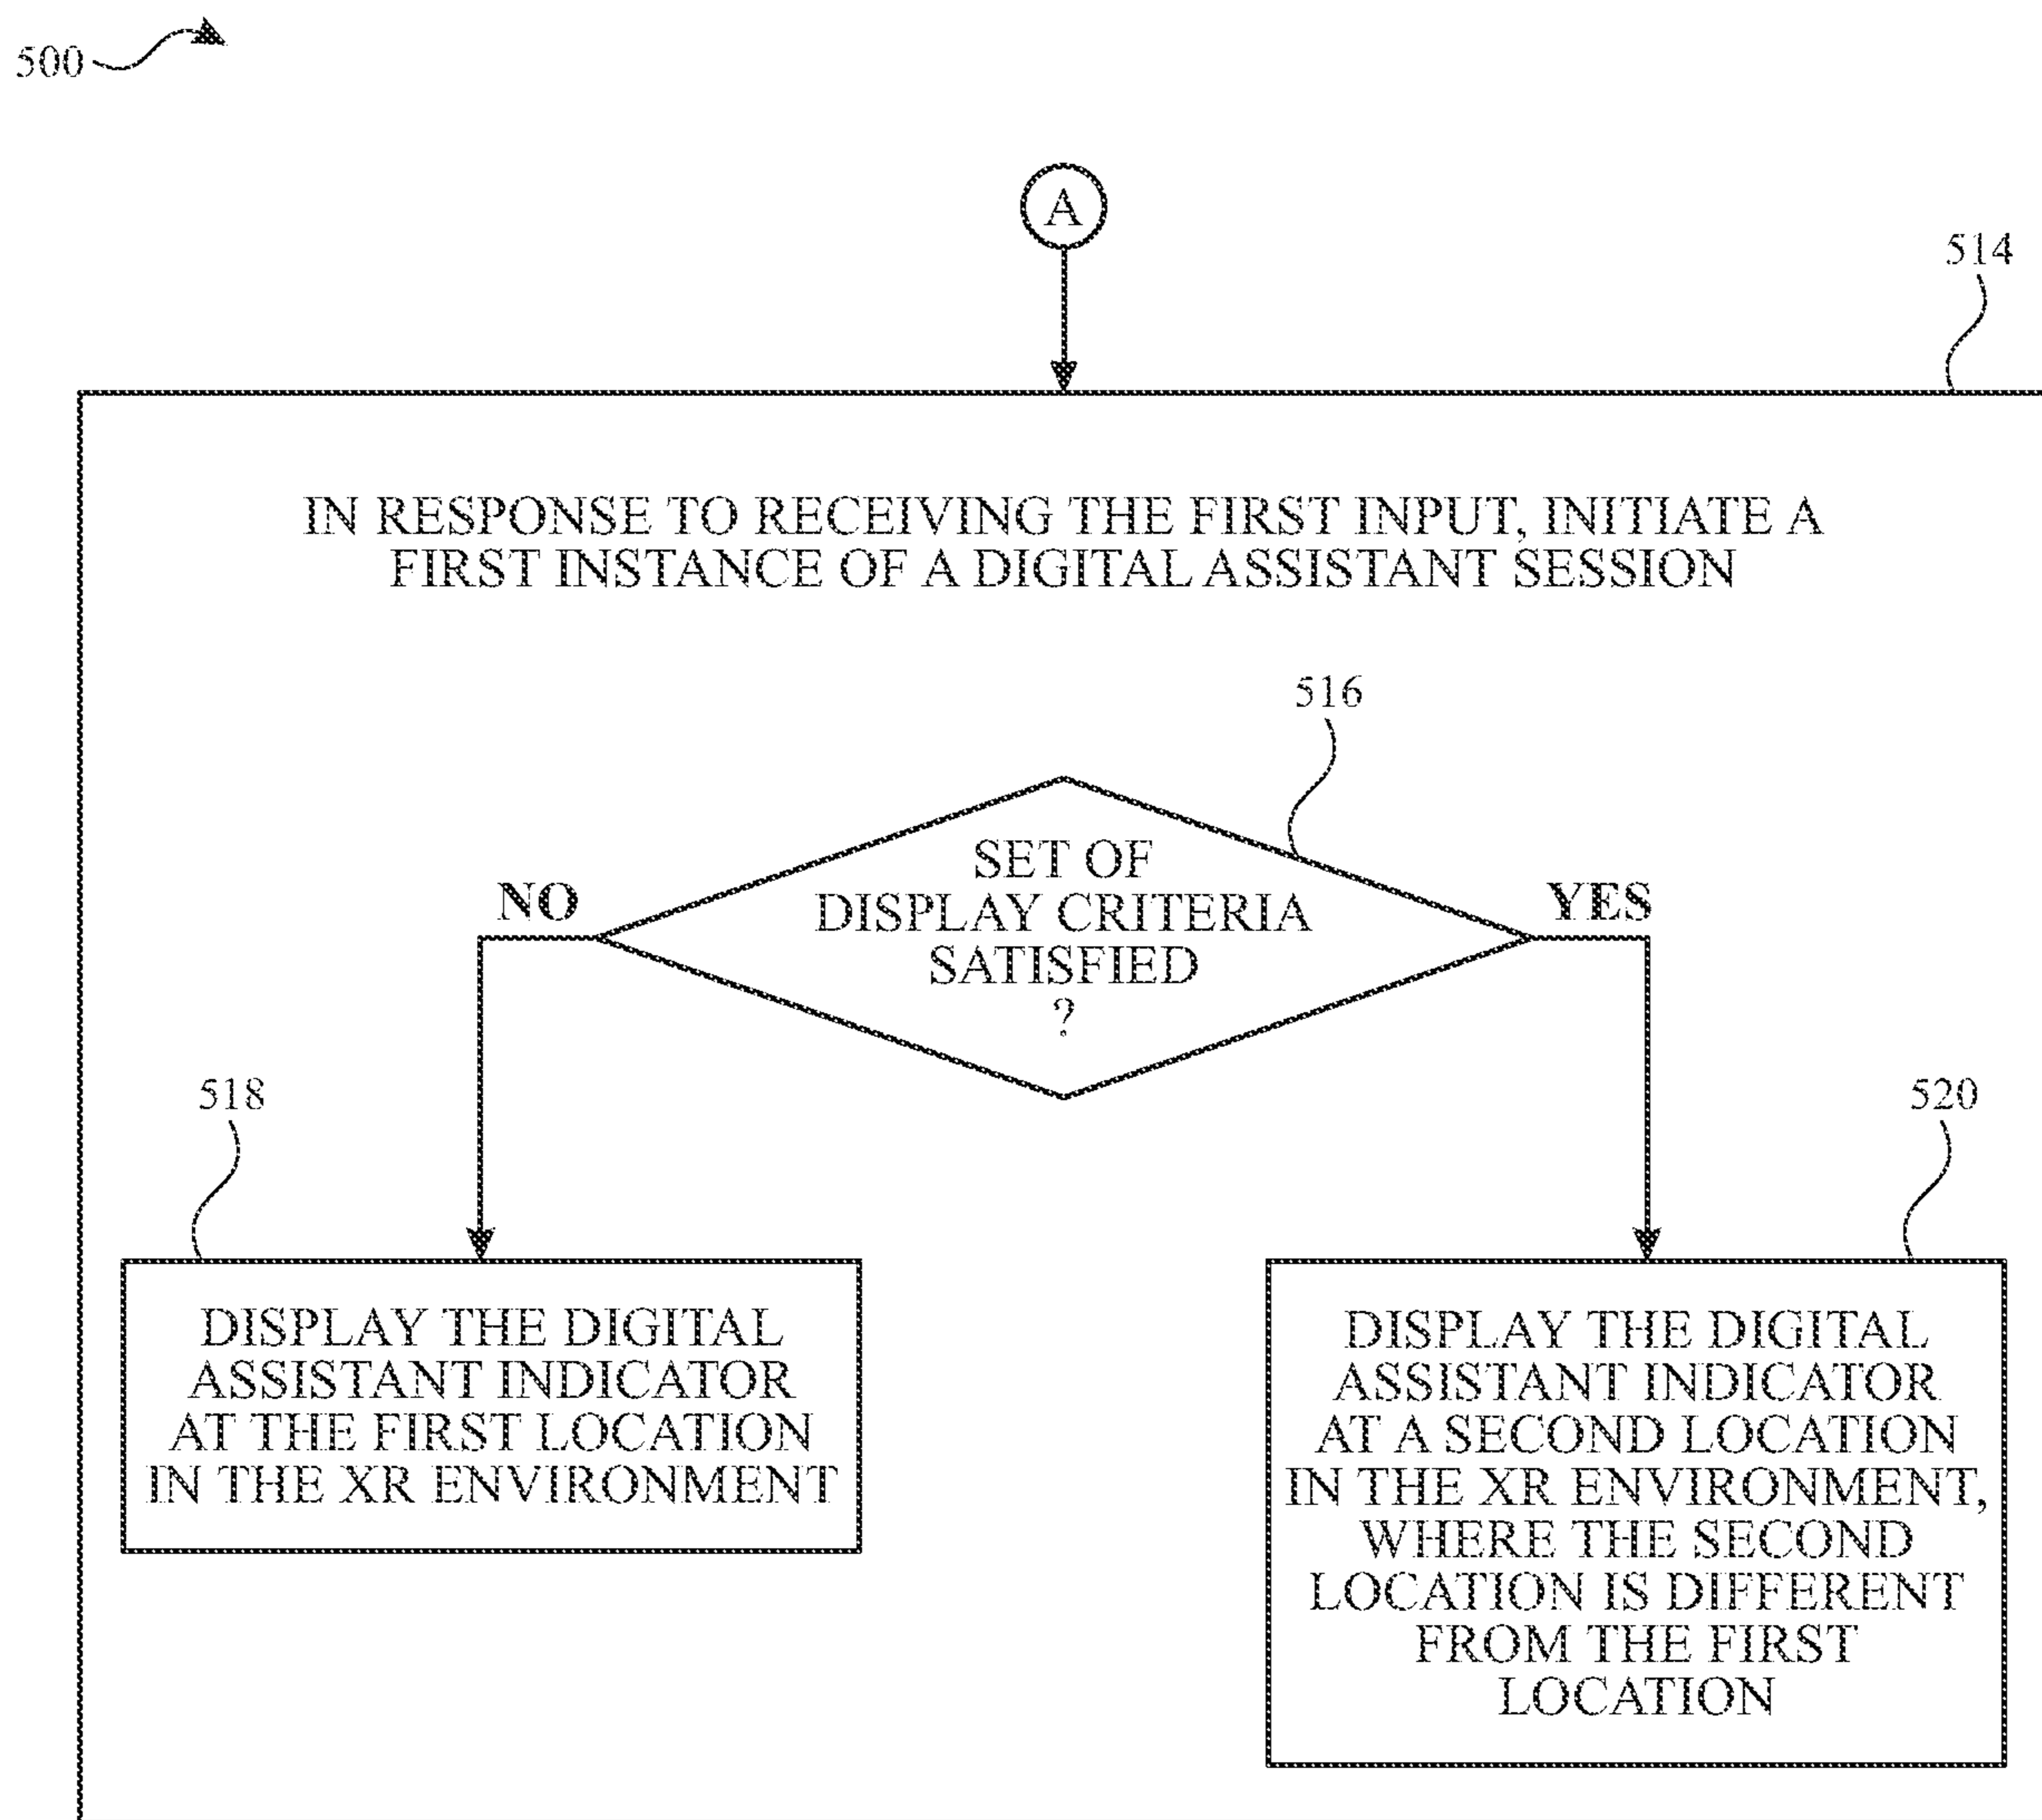 500
A
514
IN RESPONSE TO RECEIVING THE FIRST INPUT, INITIATE A
FIRST INSTANCE OF A DIGITAL ASSISTANT SESSION
516
SET OF
DISPLAY CRITERIA
SATISFIED
?
NO
YES
518
DISPLAY THE DIGITAL
ASSISTANT INDICATOR
AT THE FIRST LOCATION
IN THE XR ENVIRONMENT
520
DISPLAY THE DIGITAL
ASSISTANT INDICATOR
AT A SECOND LOCATION
IN THE XR ENVIRONMENT,
WHERE THE SECOND
LOCATION IS DIFFERENT
FROM THE FIRST
LOCATION